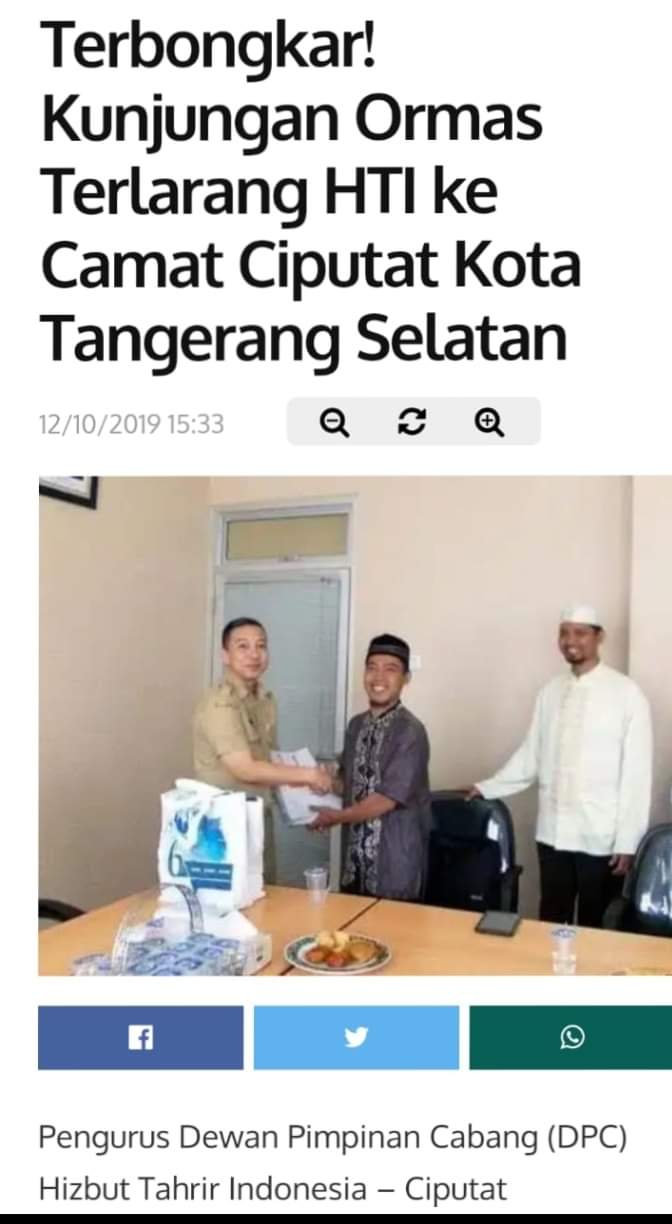 Terbongkar!
Kunjungan Ormas
Terlarang HTI ke
Camat Ciputat Kota
Tangerang Selatan
12/10/2019 15:33
Pengurus Dewan Pimpinan Cabang (DPC)
Hizbut Tahrir Indonesia – Ciputat